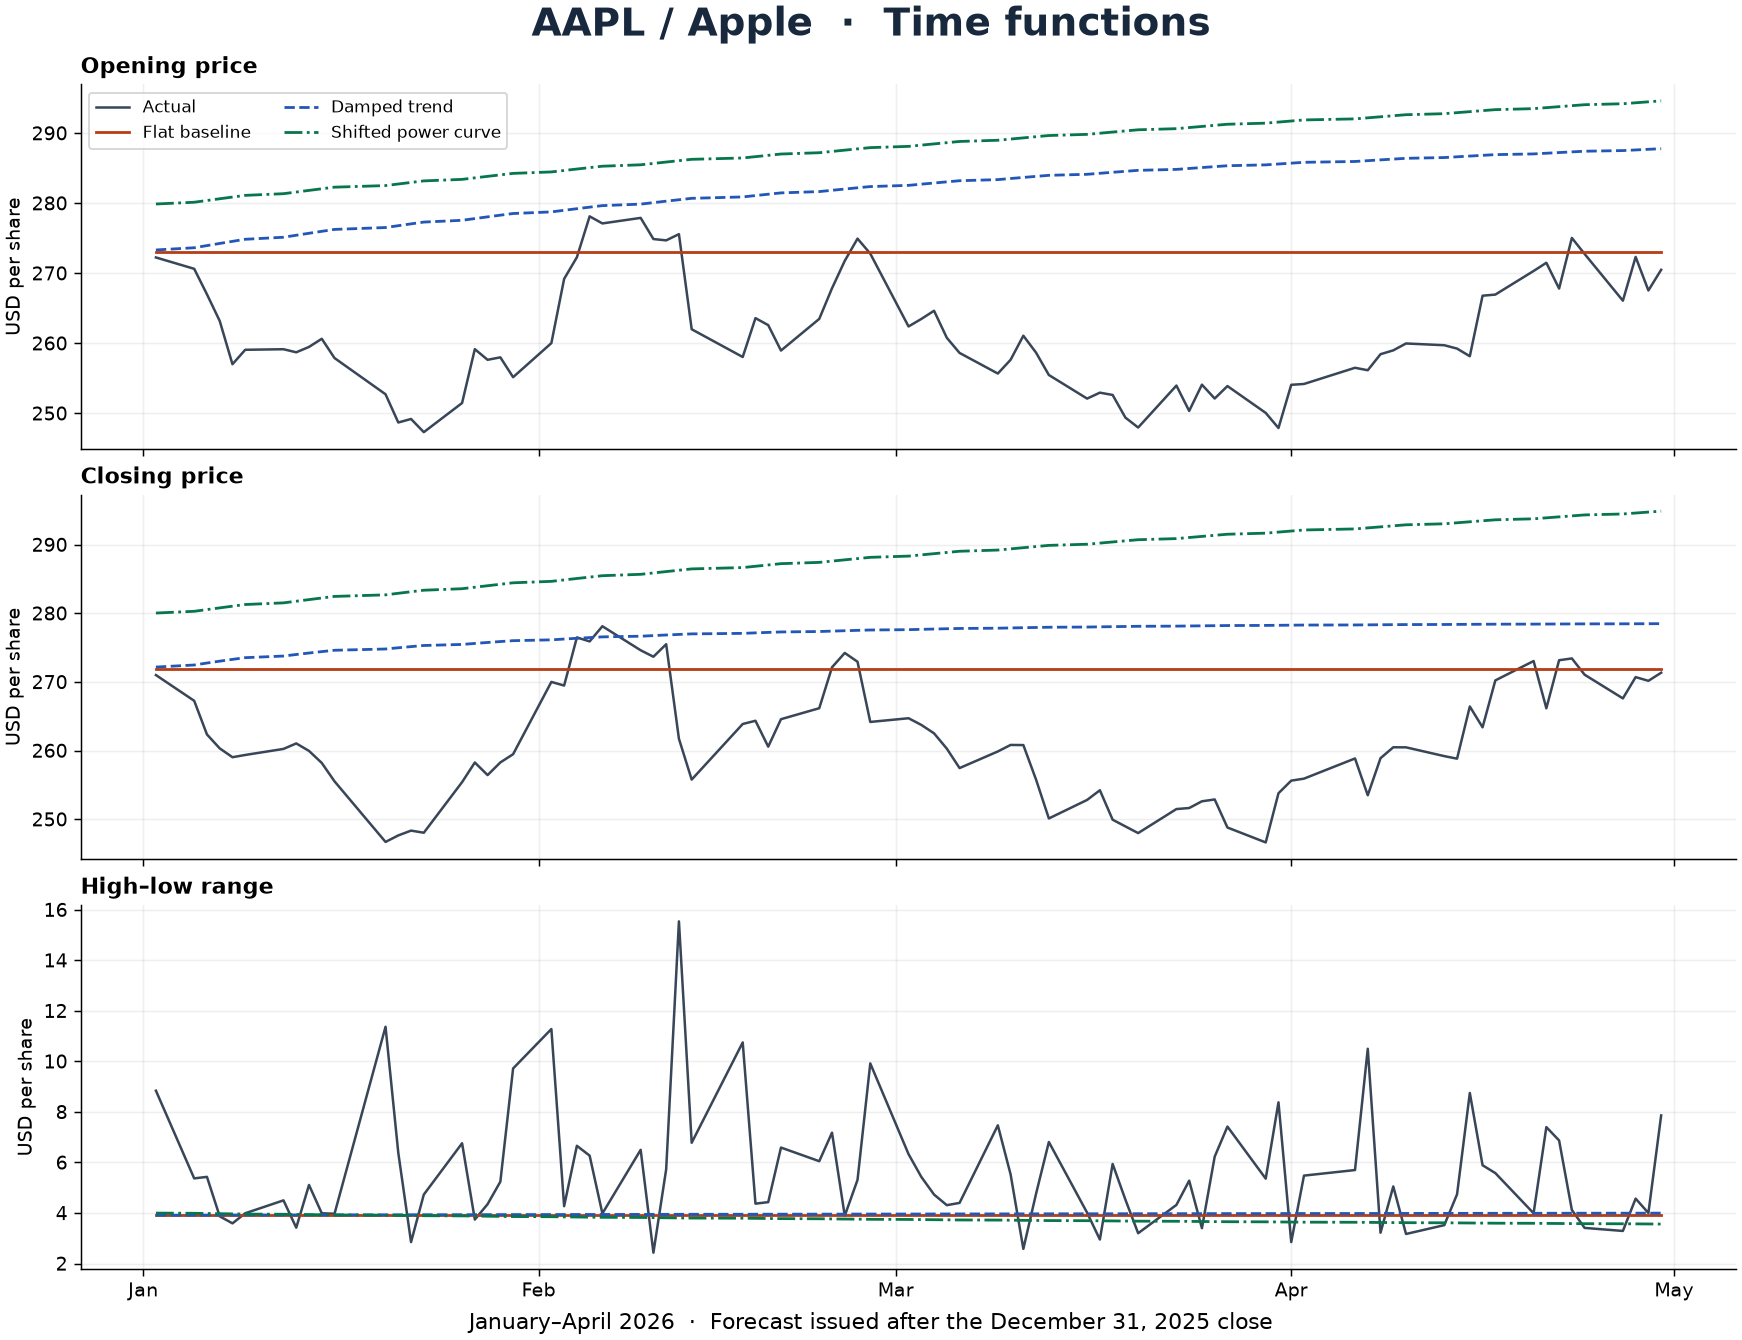 AAPL / Apple · Time functions
Opening price
Actual
Flat baseline
Damped trend
Shifted power curve
USD per share
290
280
270
260
250
Closing price
USD per share
290
280
270
260
250
High–low range
USD per share
16
14
12
10
8
6
4
2
Jan Feb Mar Apr May
January–April 2026 · Forecast issued after the December 31, 2025 close